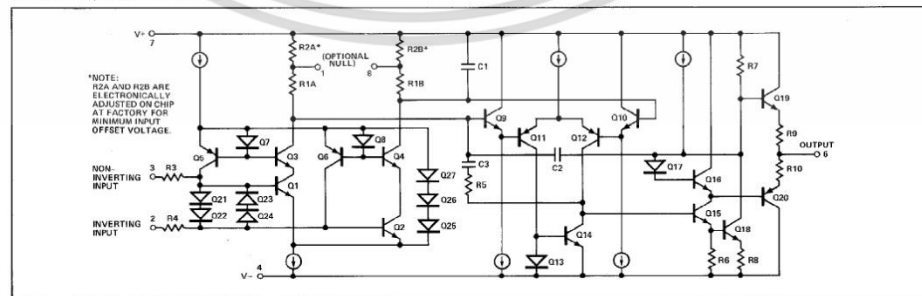 V+
7
R2A*
(OPTIONAL
NULL)
1
8
R2B*
R1A
R1B
C1
R7
*NOTE:
R2A AND R2B ARE
ELECTRONICALLY
ADJUSTED ON CHIP
AT FACTORY FOR
MINIMUM INPUT
OFFSET VOLTAGE.
Q9
Q10
Q19
Q11
Q12
R9
OUTPUT
6
R10
Q5
Q7
Q3
Q6
Q8
Q4
C3
C2
R5
Q17
Q16
Q20
NON-
INVERTING
INPUT
3
R3
Q1
Q21
Q23
Q22
Q24
Q27
Q26
Q25
Q15
Q18
INVERTING
INPUT
2
R4
Q2
Q14
Q13
R6
R8
V-
4